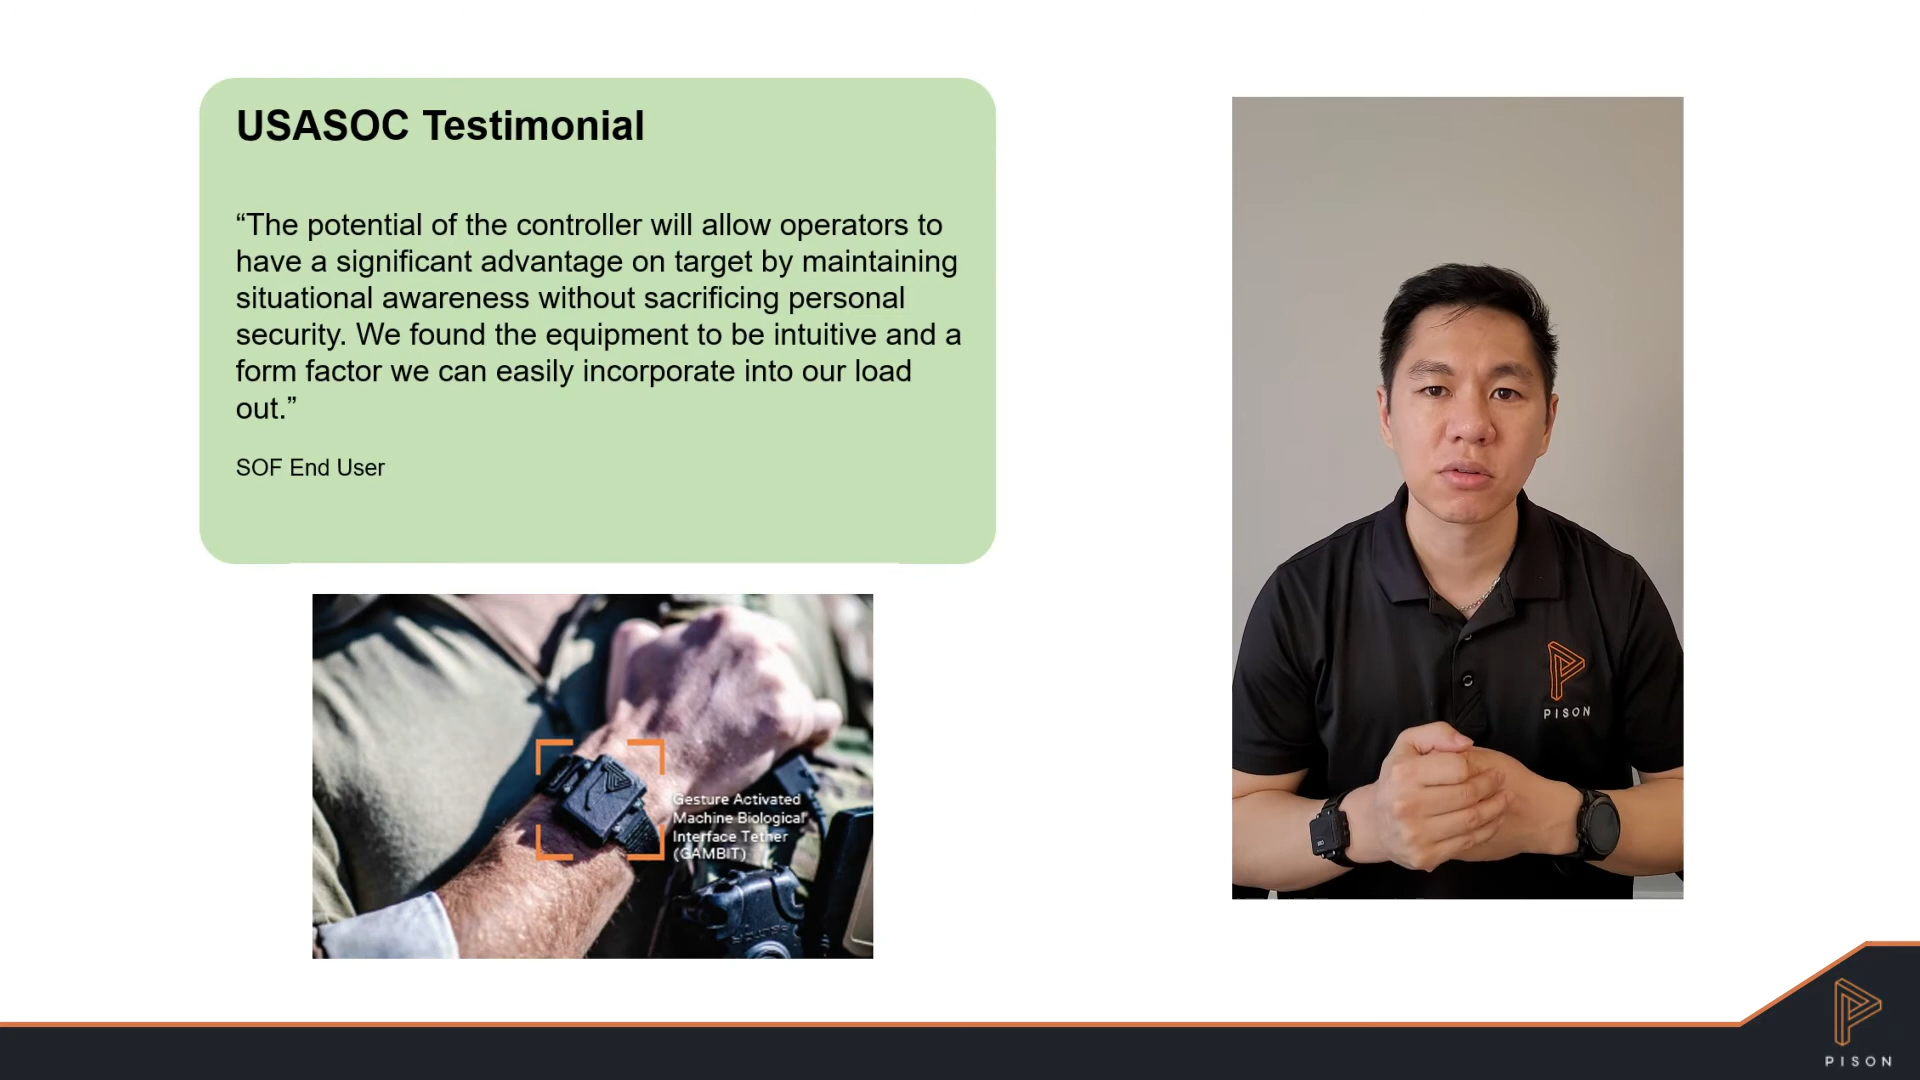 USASOC Testimonial
“The potential of the controller will allow operators to
have a significant advantage on target by maintaining
situational awareness without sacrificing personal
security. We found the equipment to be intuitive and a
form factor we can easily incorporate into our load
out.”
SOF End User
Gesture Activated
Machine Biological
Interface Tether
(GAMBIT)
PISON
PISON